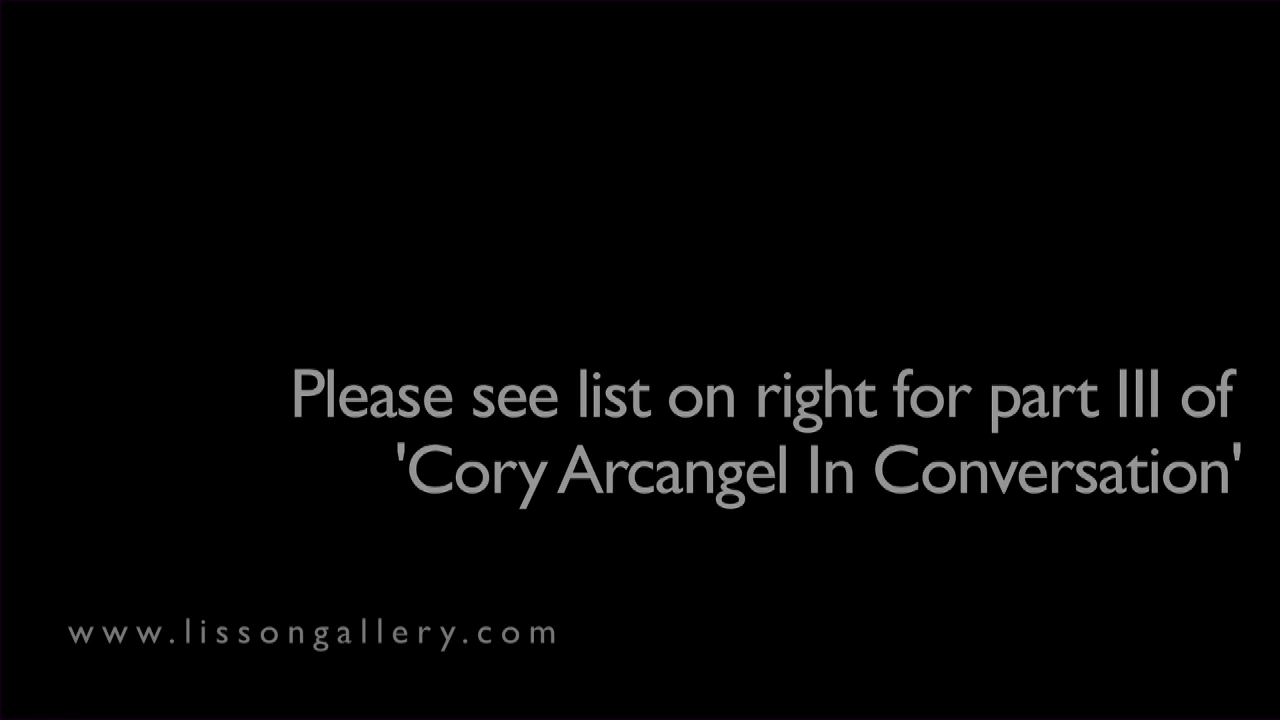 Please see list on right for part III of
'Cory Arcangel In Conversation'
www.lissongallery.com